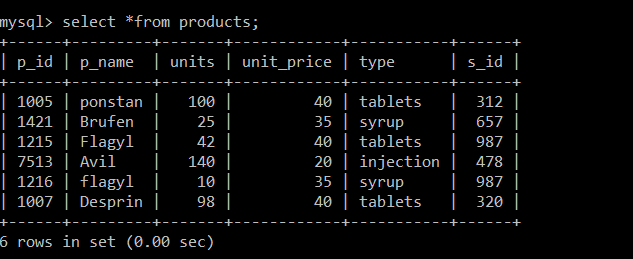 mysql> select *from products;
+------+---------+-------+------------+-----------+------+
| p_id | p_name  | units | unit_price | type      | s_id |
+------+---------+-------+------------+-----------+------+
| 1005 | ponstan |   100 |         40 | tablets   |  312 |
| 1421 | Brufen  |    25 |         35 | syrup     |  657 |
| 1215 | Flagyl  |    42 |         40 | tablets   |  987 |
| 7513 | Avil    |   140 |         20 | injection |  478 |
| 1216 | flagyl  |    10 |         35 | syrup     |  987 |
| 1007 | Desprin |    98 |         40 | tablets   |  320 |
+------+---------+-------+------------+-----------+------+
6 rows in set (0.00 sec)